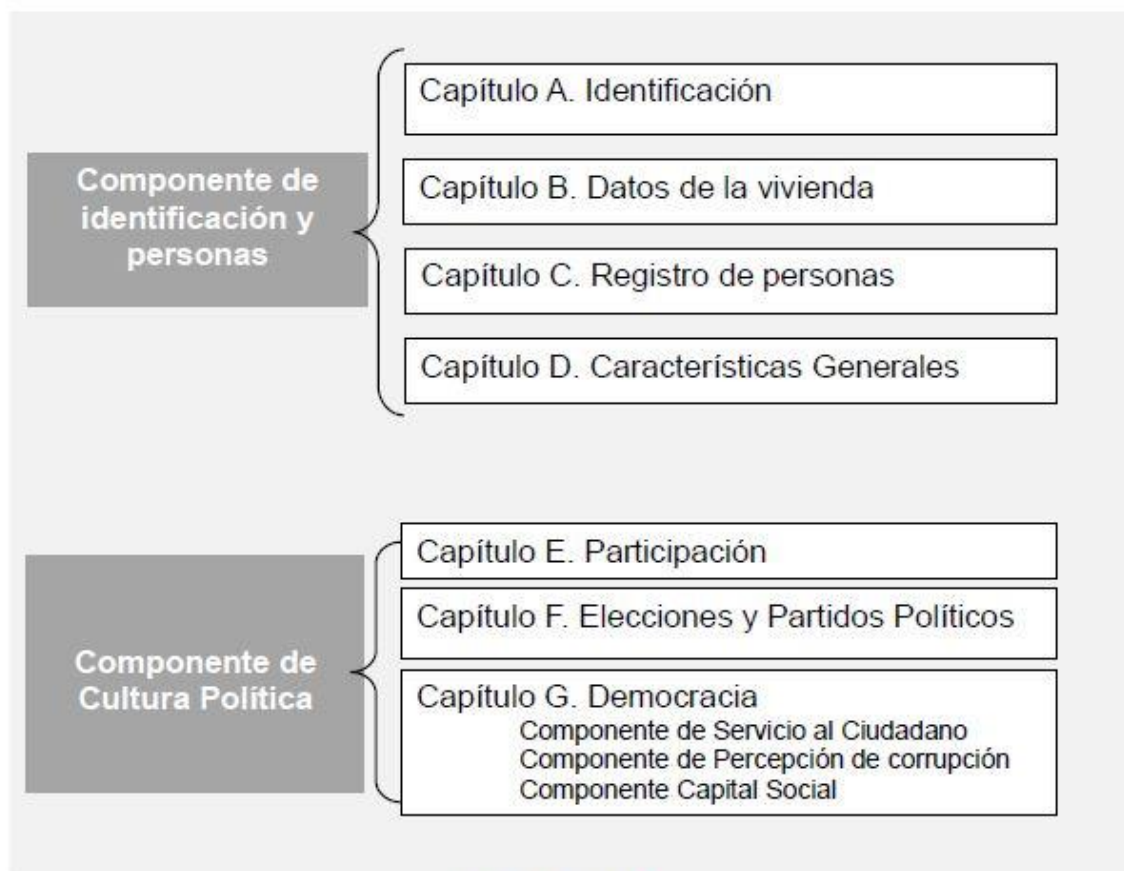 Componente de
identificación y
personas
Capítulo A. Identificación
Capítulo B. Datos de la vivienda
Capítulo C. Registro de personas
Capítulo D. Características Generales
Componente de
Cultura Política
Capítulo E. Participación
Capítulo F. Elecciones y Partidos Políticos
Capítulo G. Democracia
Componente de Servicio al Ciudadano
Componente de Percepción de corrupción
Componente Capital Social